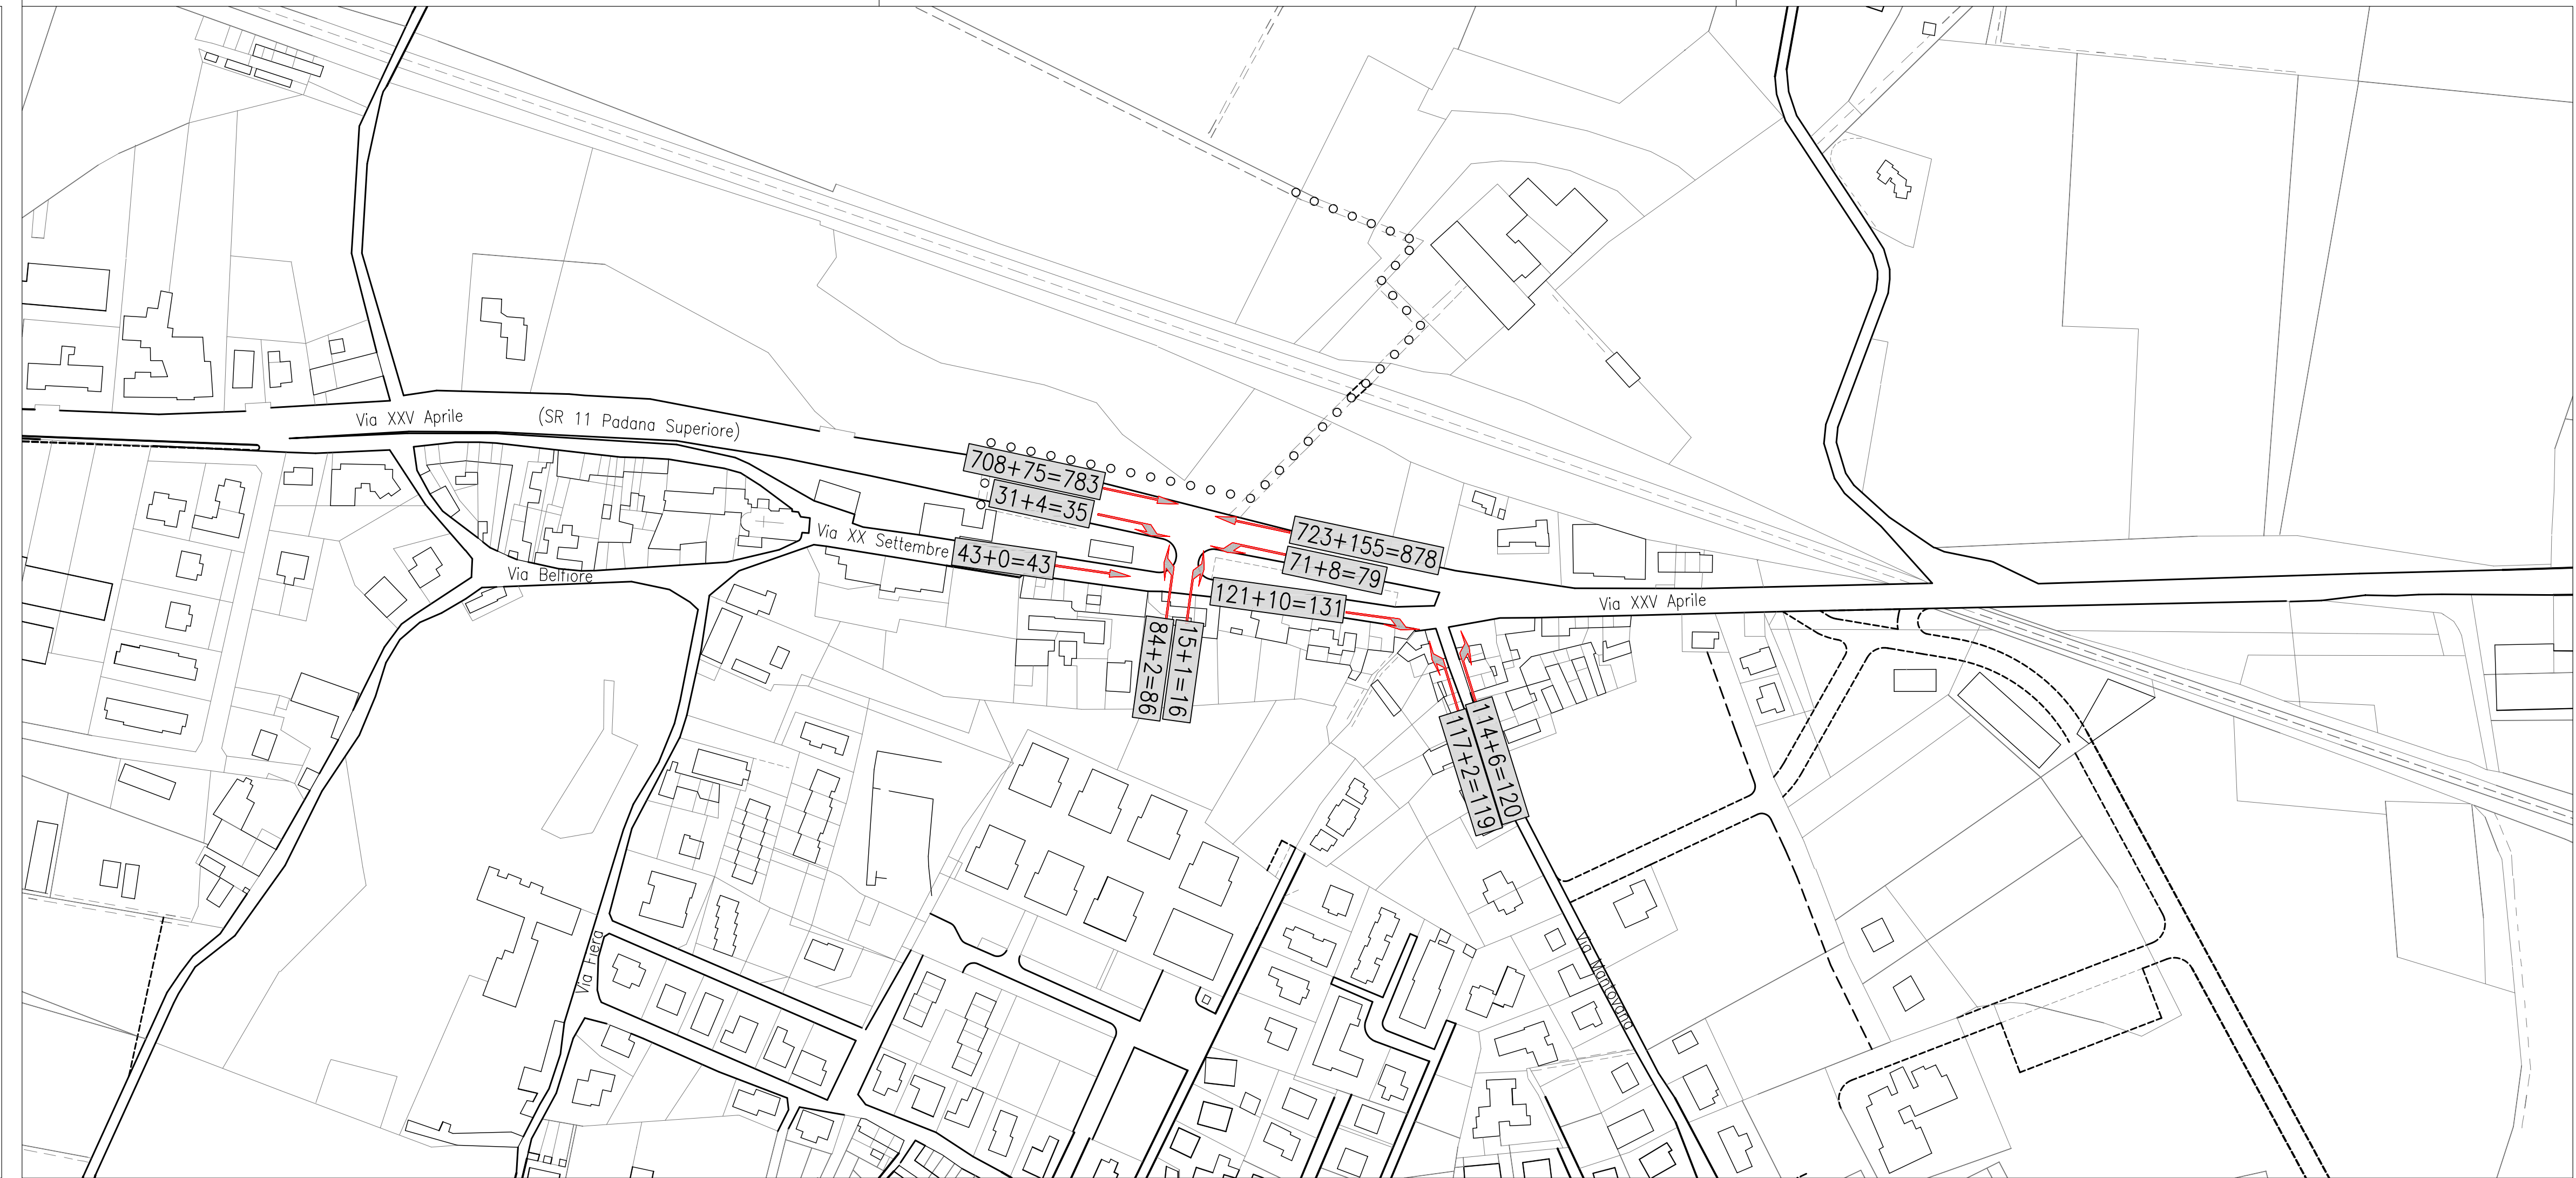 Via XXV Aprile
(SR 11 Padana Superiore)
708+75=783
31+4=35
Via XX Settembre
43+0=43
723+155=878
71+8=79
121+10=131
Via XXV Aprile
Via Belfiore
84+2=86
15+1=16
114+6=120
117+2=119
Via Fiera
Via Mantovana